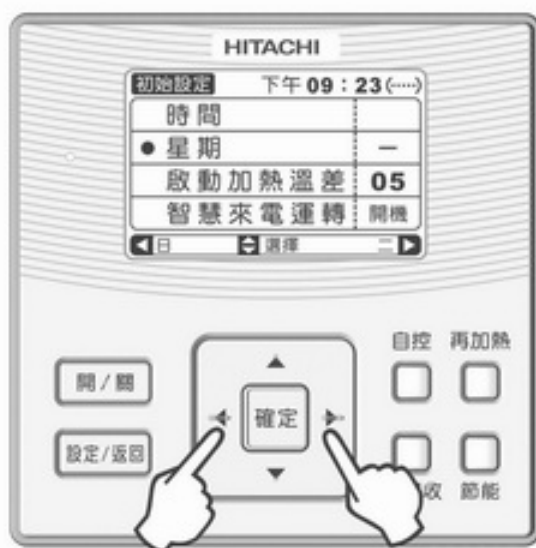 HITACHI
初始設定 下午 09：23(-----)
時間
● 星期 一
啟動加熱溫差 05
智慧來電運轉 開機
◀日 選擇 二▶
自控 再加熱
開/關
確定
設定/返回
收 節能